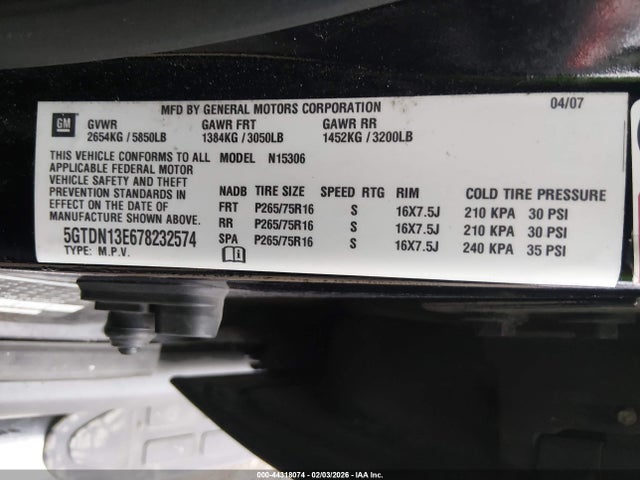 MFD BY GENERAL MOTORS CORPORATION 04/07
GM GVWR GAWR FRT GAWR RR
2654KG / 5850LB 1384KG / 3050LB 1452KG / 3200LB
THIS VEHICLE CONFORMS TO ALL MODEL N15306
APPLICABLE FEDERAL MOTOR
VEHICLE SAFETY AND THEFT
PREVENTION STANDARDS IN
EFFECT ON THE DATE OF
MANUFACTURE SHOWN ABOVE.
5GTDN13E678232574
TYPE: M.P.V.
NADB TIRE SIZE SPEED RTG RIM COLD TIRE PRESSURE
FRT P265/75R16 S 16X7.5J 210 KPA 30 PSI
RR P265/75R16 S 16X7.5J 210 KPA 30 PSI
SPA P265/75R16 S 16X7.5J 240 KPA 35 PSI
000-44318074 - 02/03/2026 - IAA Inc.